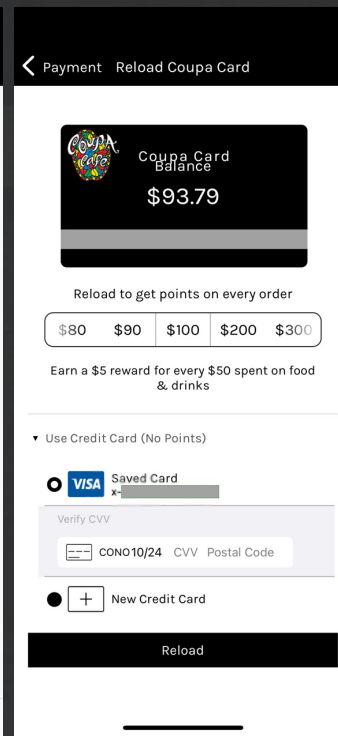 Payment Reload Coupa Card
COUPA
Cafe
Coupa Card
Balance
$93.79
Reload to get points on every order
$80 $90 $100 $200 $300
Earn a $5 reward for every $50 spent on food
& drinks
▼ Use Credit Card (No Points)
VISA Saved Card
x-
Verify CVV
CONO10/24 CVV Postal Code
+ New Credit Card
Reload